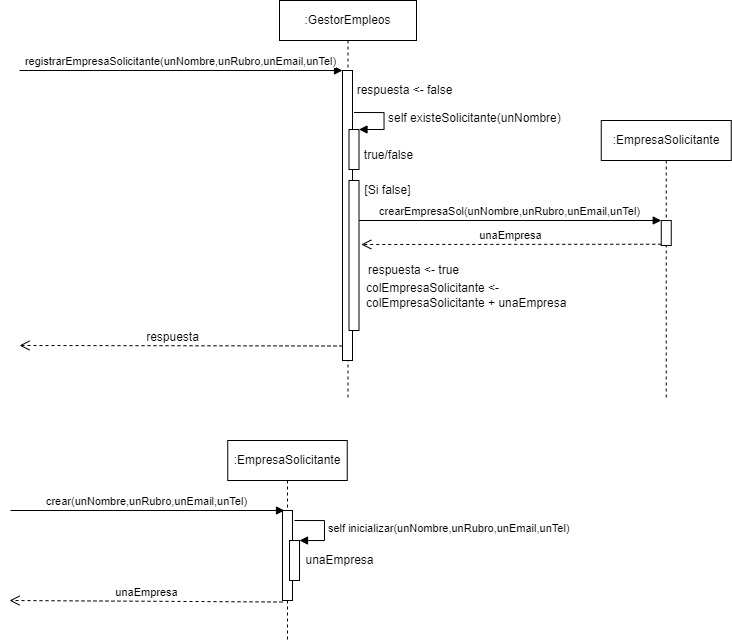 :GestorEmpleos
registrarEmpresaSolicitante(unNombre,unRubro,unEmail,unTel)
respuesta <- false
self existeSolicitante(unNombre)
:EmpresaSolicitante
true/false
[Si false]
crearEmpresaSol(unNombre,unRubro,unEmail,unTel)
unaEmpresa
respuesta <- true
colEmpresaSolicitante <-
colEmpresaSolicitante + unaEmpresa
respuesta
:EmpresaSolicitante
crear(unNombre,unRubro,unEmail,unTel)
self inicializar(unNombre,unRubro,unEmail,unTel)
unaEmpresa
unaEmpresa